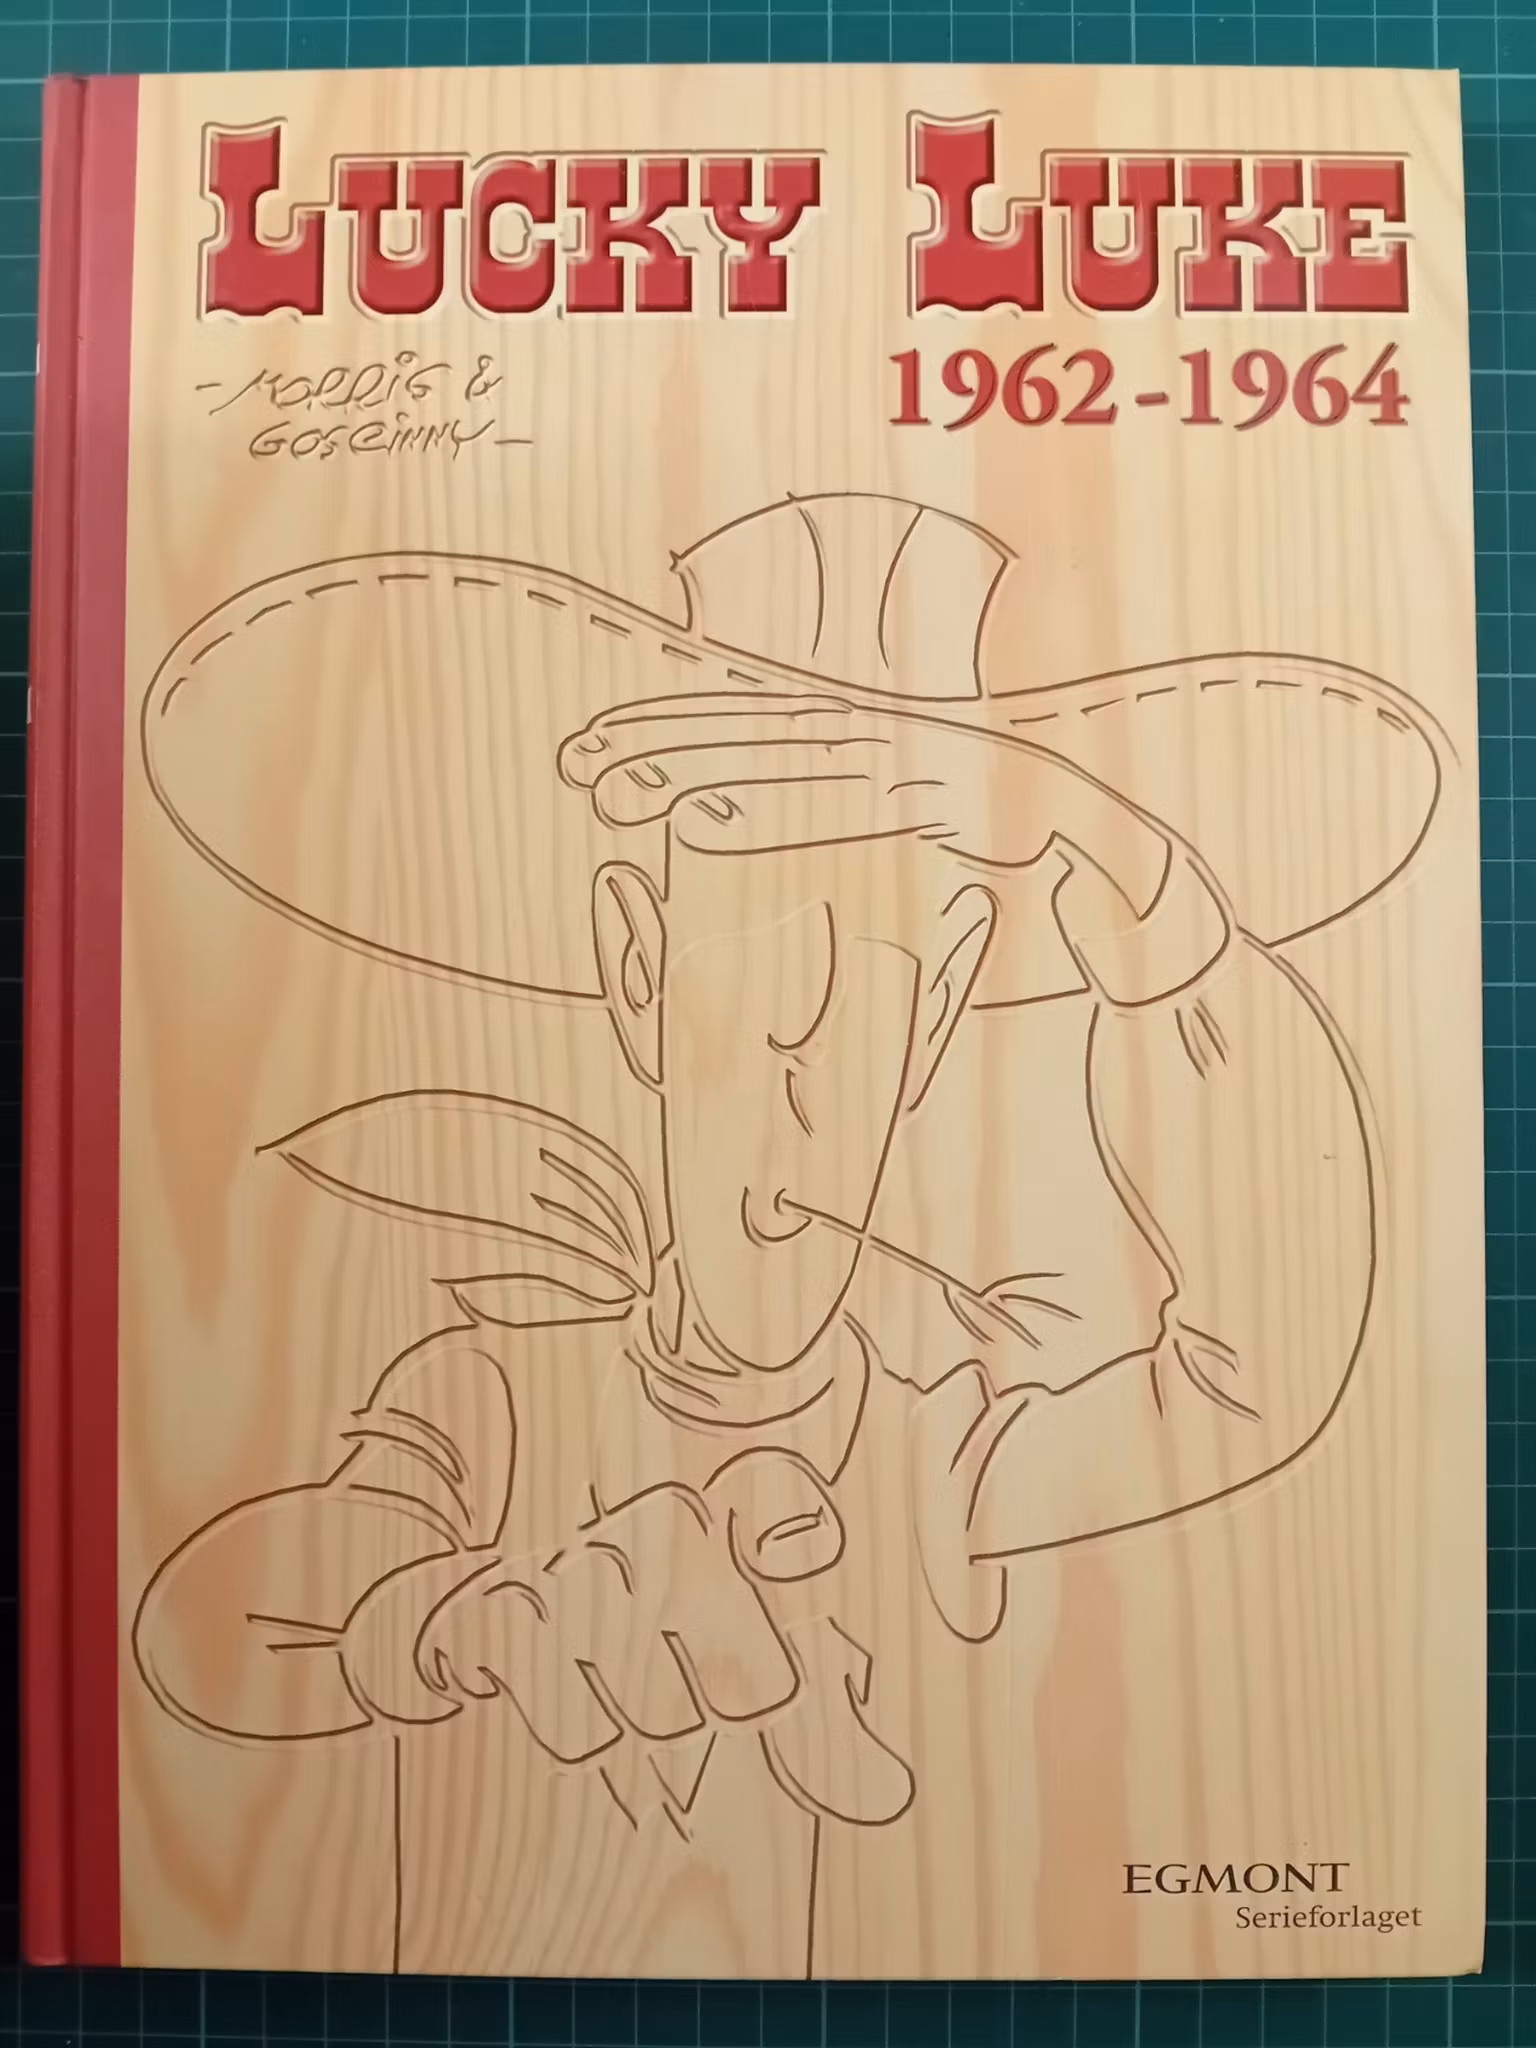 LUCKY LUKE
1962-1964
- MORRIS &
GOSCINNY -
EGMONT
Serieforlaget